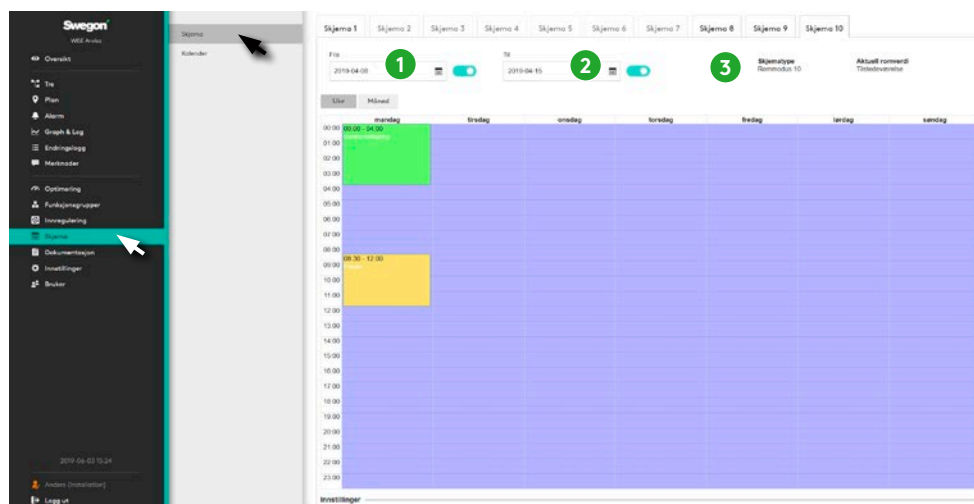 Swegon
WISE Arolus
Oversikt
Tre
Plan
Alarm
Graph & Log
Endringslogg
Merknader
Optimering
Funksjonsgrupper
Innregulering
Skjema
Dokumentasjon
Innstillinger
Bruker
2019-06-03 15:24
Anders (Installation)
Logg ut
Skjema
Kalender
Skjema 1 Skjema 2 Skjema 3 Skjema 4 Skjema 5 Skjema 6 Skjema 7 Skjema 8 Skjema 9 Skjema 10
Fra
2019-04-08
1
Til
2019-04-15
2
3
Skjematype
Rommodus 10
Aktuell romverdi
Tilstedeværelse
Uke Måned
mandag tirsdag onsdag torsdag fredag lørdag søndag
00:00 00:00 - 04:00
01:00
02:00
03:00
04:00
05:00
06:00
07:00
08:00
08:30 - 12:00
09:00
10:00
11:00
12:00
13:00
14:00
15:00
16:00
17:00
18:00
19:00
20:00
21:00
22:00
23:00
Innstillinger